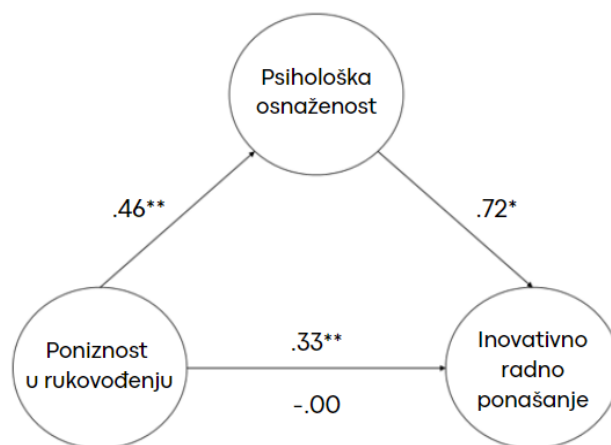 Psihološka
osnaženost
.46**
.72*
Poniznost
u rukovođenju
.33**
-.00
Inovativno
radno
ponašanje